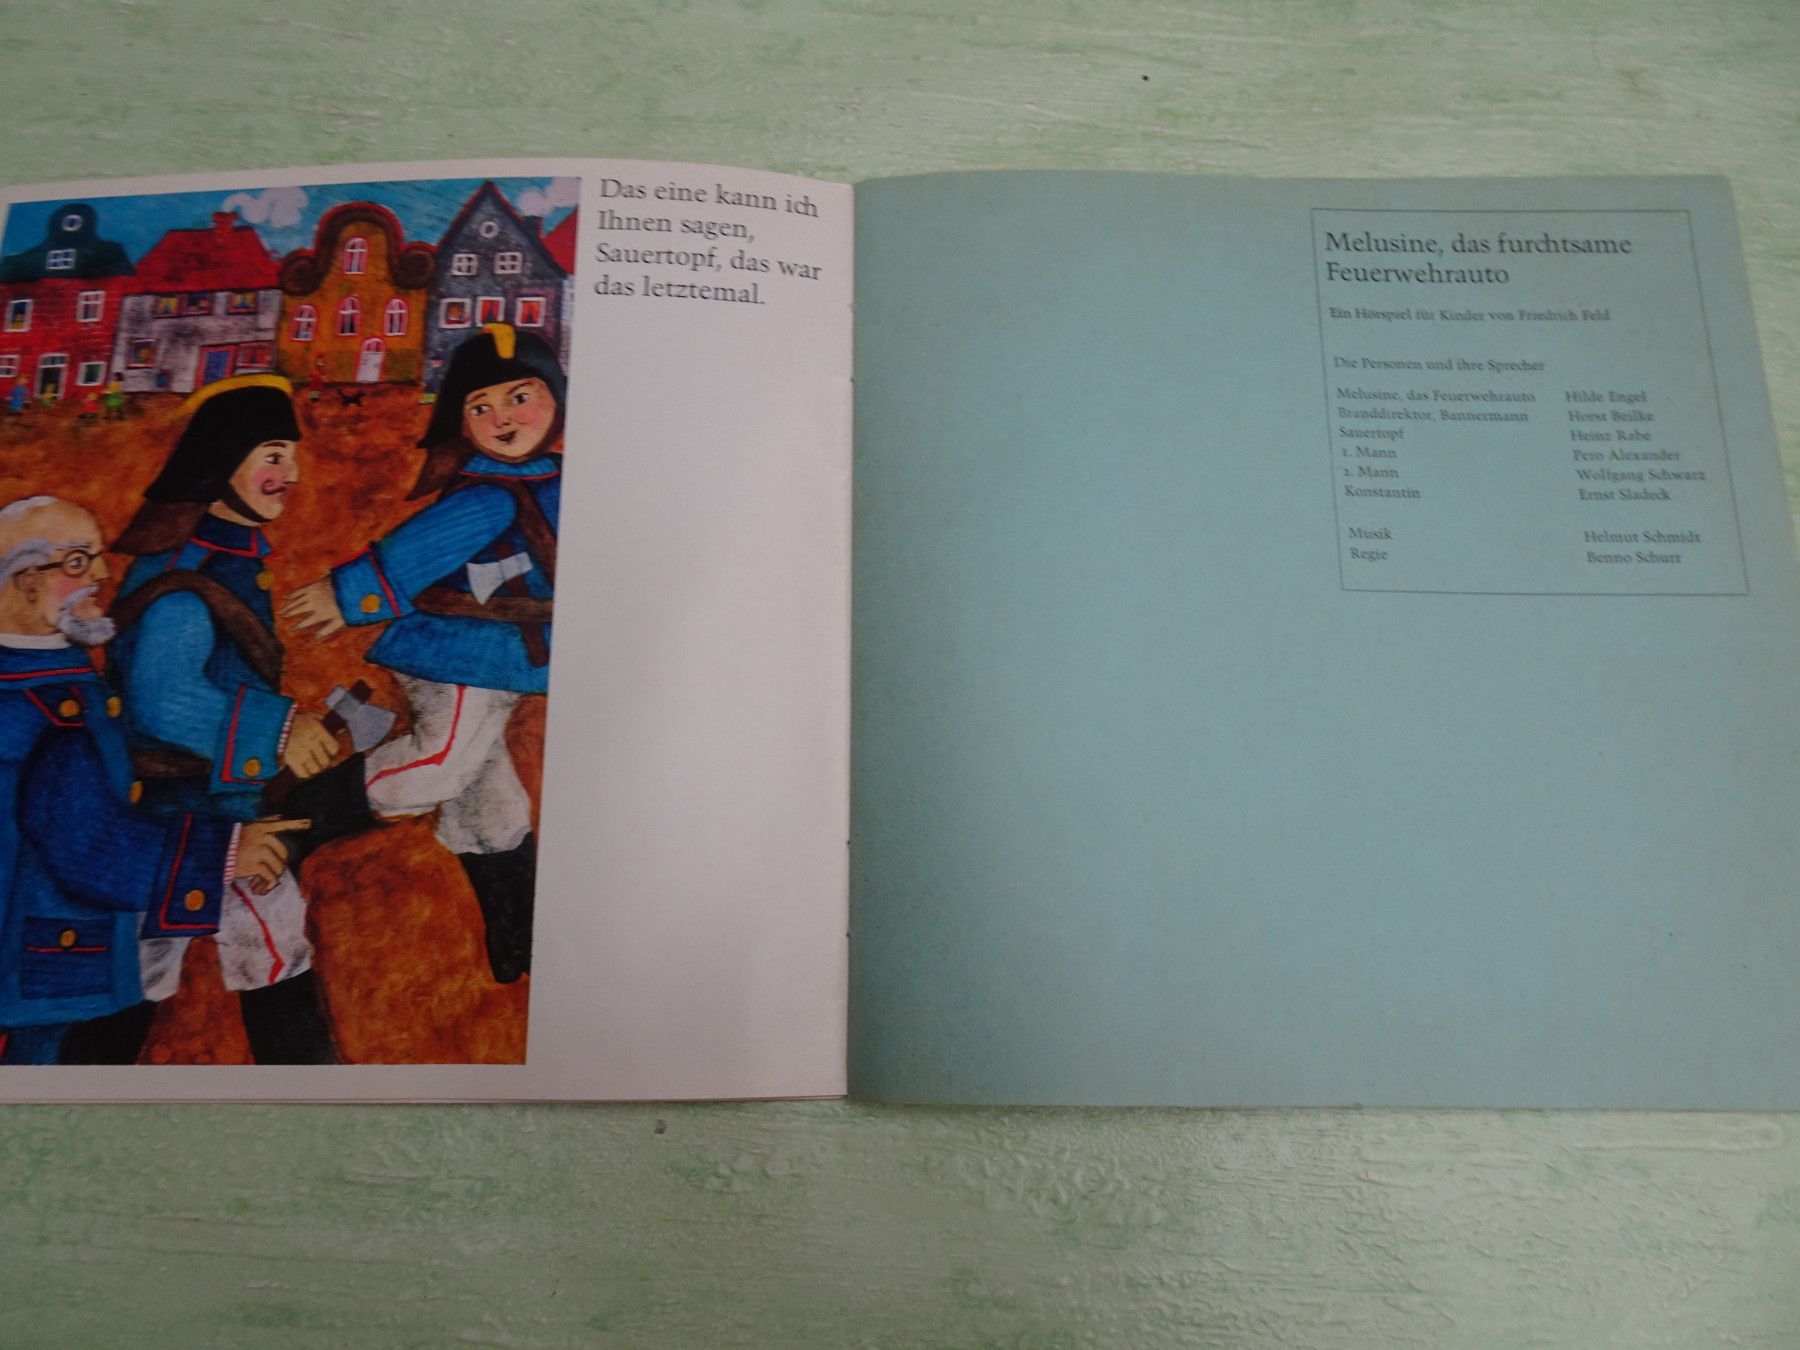 Das eine kann ich
Ihnen sagen,
Sauertopf, das war
das letztemal.
Melusine, das furchtsame
Feuerwehrauto
Ein Hörspiel für Kinder von Friedrich Feld
Die Personen und ihre Sprecher
Melusine, das Feuerwehrauto Hilde Engel
Branddirektor, Bannermann Horst Beilke
Sauertopf Heinz Rabe
1. Mann Pero Alexander
2. Mann Wolfgang Schwarz
Konstantin Ernst Sladeck
Musik Helmut Schmidt
Regie Benno Schurr